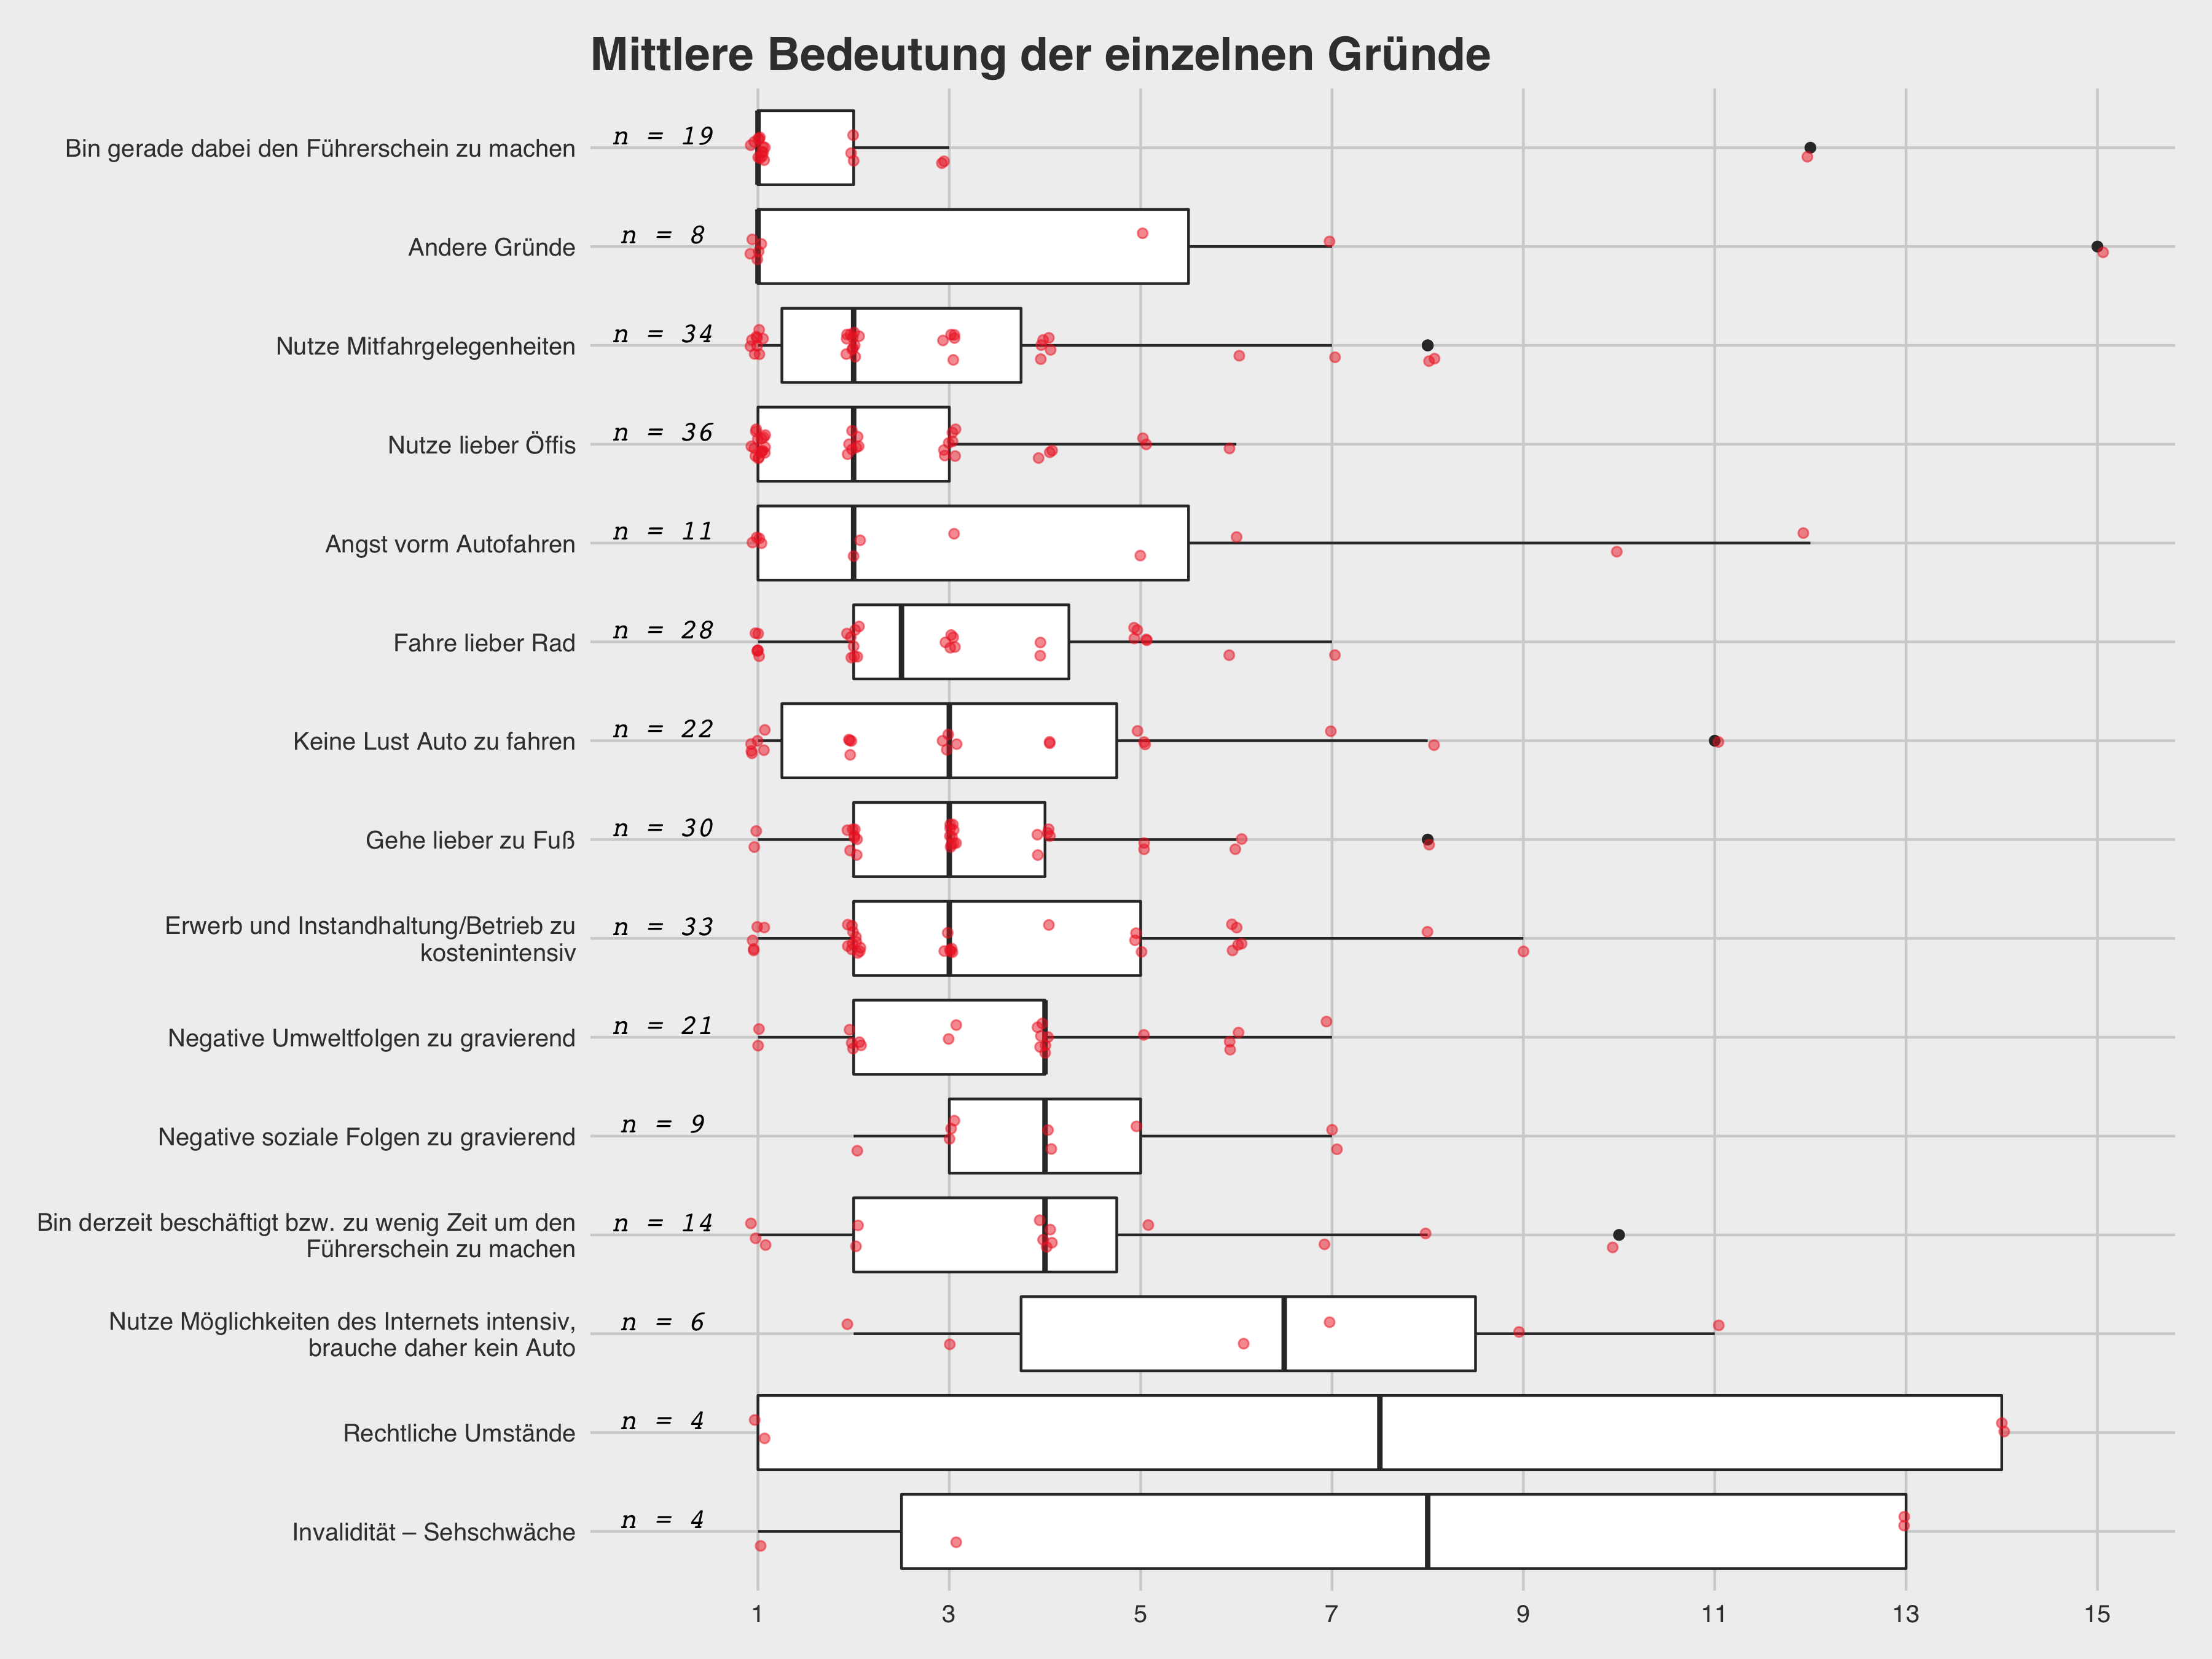 Mittlere Bedeutung der einzelnen Gründe
Bin gerade dabei den Führerschein zu machen
n = 19
Andere Gründe
n = 8
Nutze Mitfahrgelegenheiten
n = 34
Nutze lieber Öffis
n = 36
Angst vorm Autofahren
n = 11
Fahre lieber Rad
n = 28
Keine Lust Auto zu fahren
n = 22
Gehe lieber zu Fuß
n = 30
Erwerb und Instandhaltung/Betrieb zu
kostenintensiv
n = 33
Negative Umweltfolgen zu gravierend
n = 21
Negative soziale Folgen zu gravierend
n = 9
Bin derzeit beschäftigt bzw. zu wenig Zeit um den
Führerschein zu machen
n = 14
Nutze Möglichkeiten des Internets intensiv,
brauche daher kein Auto
n = 6
Rechtliche Umstände
n = 4
Invalidität – Sehschwäche
n = 4
1 3 5 7 9 11 13 15